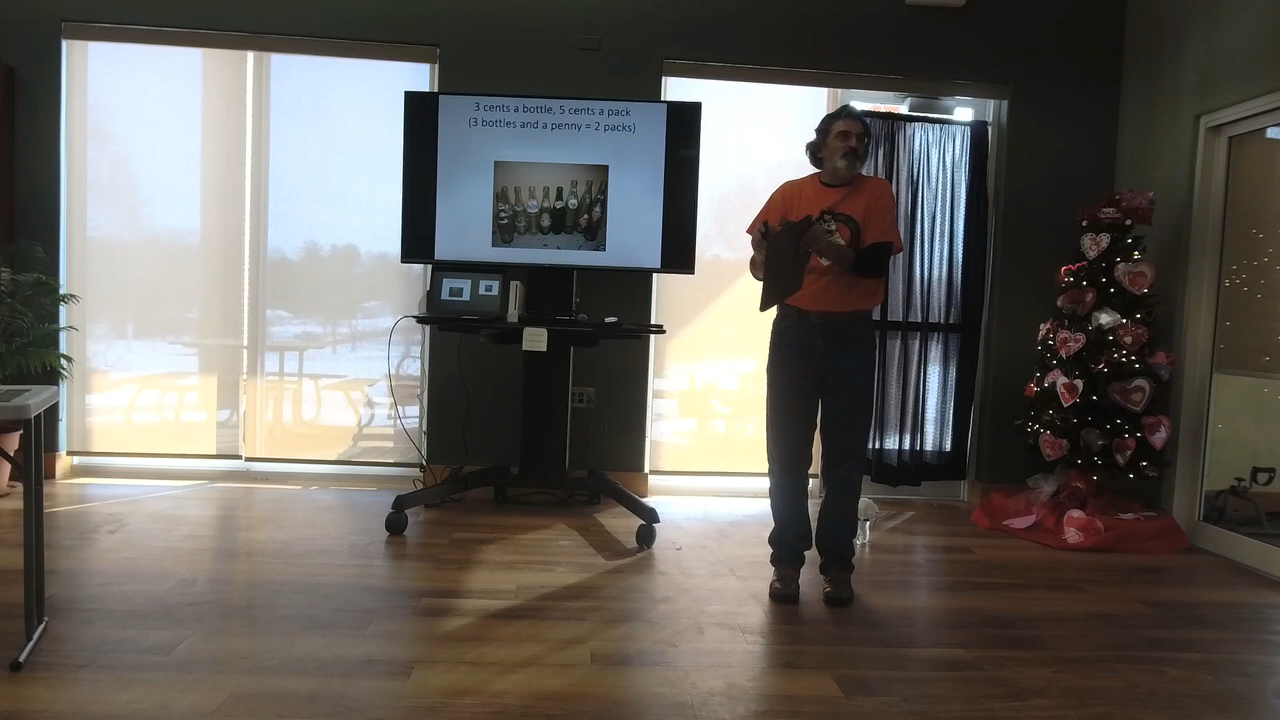 3 cents a bottle, 5 cents a pack
(3 bottles and a penny = 2 packs)